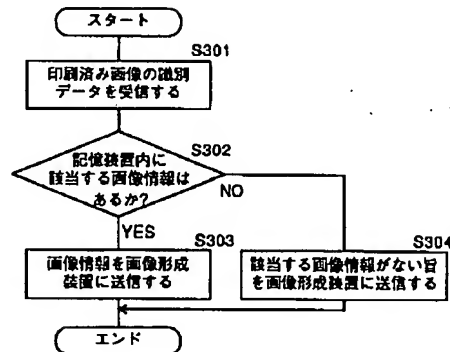 スタート
S301
印刷済み画像の識別
データを受信する
S302
記憶装置内に
該当する画像情報は
あるか?
NO
YES
S303
画像情報を画像形成
装置に送信する
S304
該当する画像情報がない旨
を画像形成装置に送信する
エンド